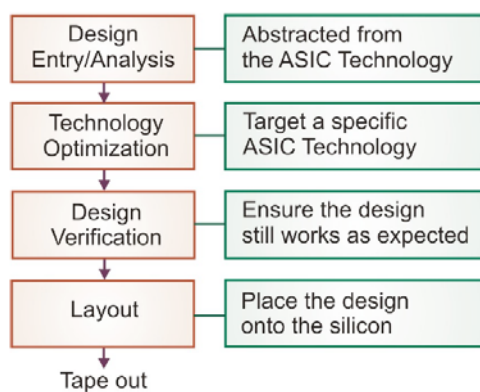 Design
Entry/Analysis
Abstracted from
the ASIC Technology
Technology
Optimization
Target a specific
ASIC Technology
Design
Verification
Ensure the design
still works as expected
Layout
Place the design
onto the silicon
Tape out